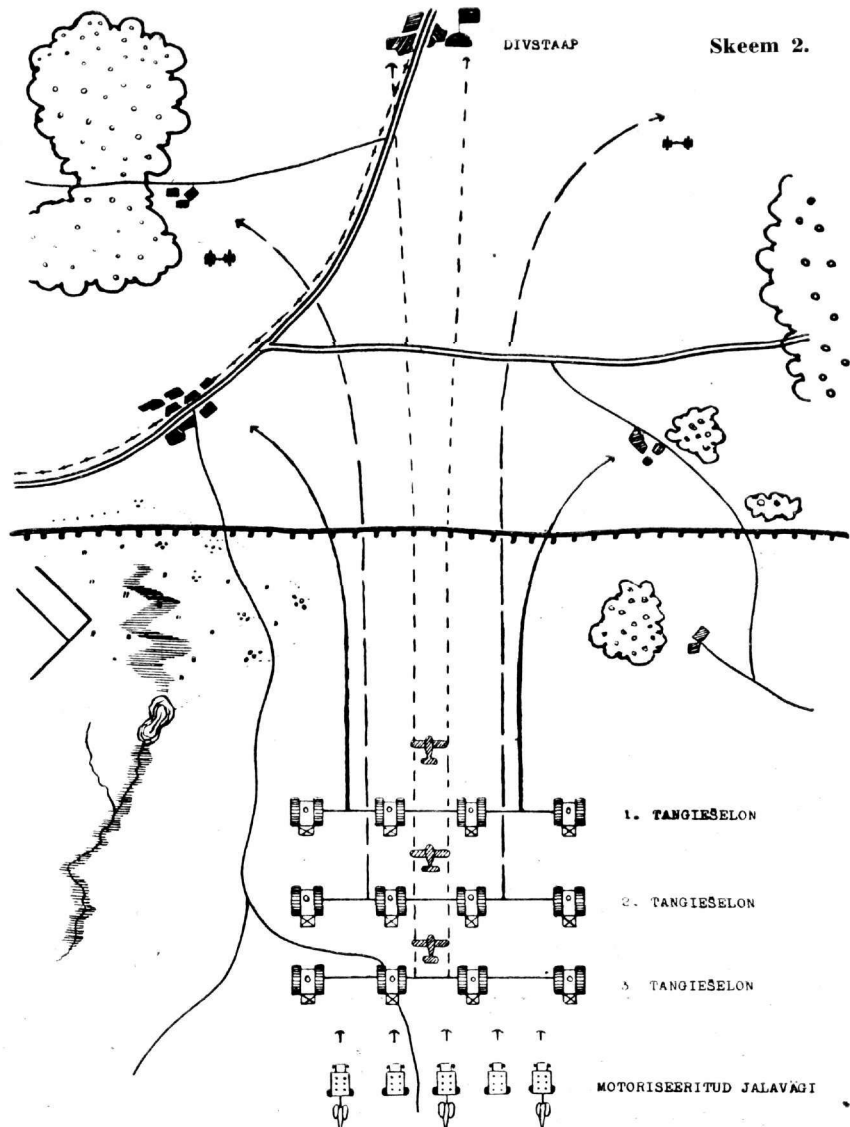 DIVSTAAP
Skeem 2.
1. TANGIEŠELON
2. TANGIEŠELON
3 TANGIEŠELON
MOTORISEERITUD JALAVÄGI